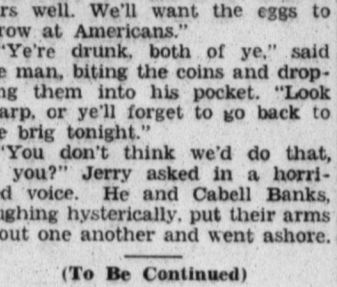 rs well. We'll want the eggs to
row at Americans."
"Ye're drunk, both of ye," said
e man, biting the coins and drop-
ng them into his pocket. "Look
arp, or ye'll forget to go back to
e brig tonight."
"You don't think we'd do that,
you?" Jerry asked in a horri-
d voice. He and Cabell Banks,
ughing hysterically, put their arms
out one another and went ashore.
(To Be Continued)